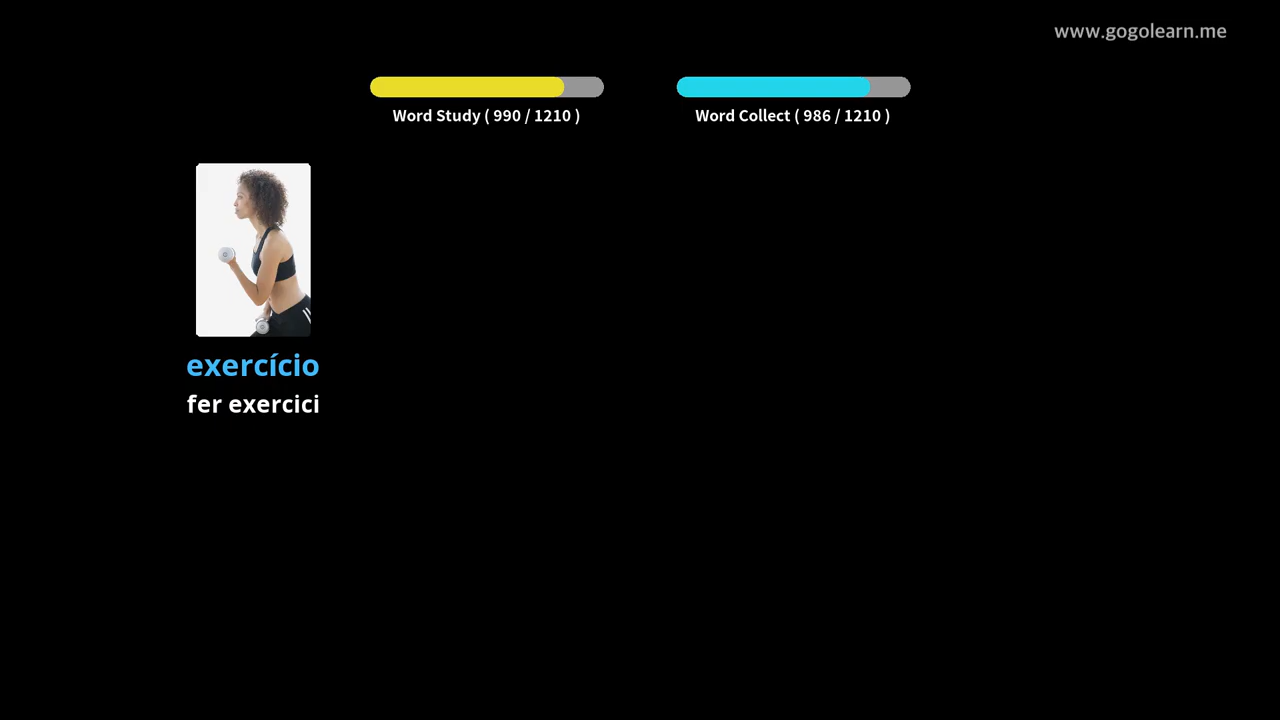 www.gogolearn.me
Word Study ( 990 / 1210 )
Word Collect ( 986 / 1210 )
exercício
fer exercici